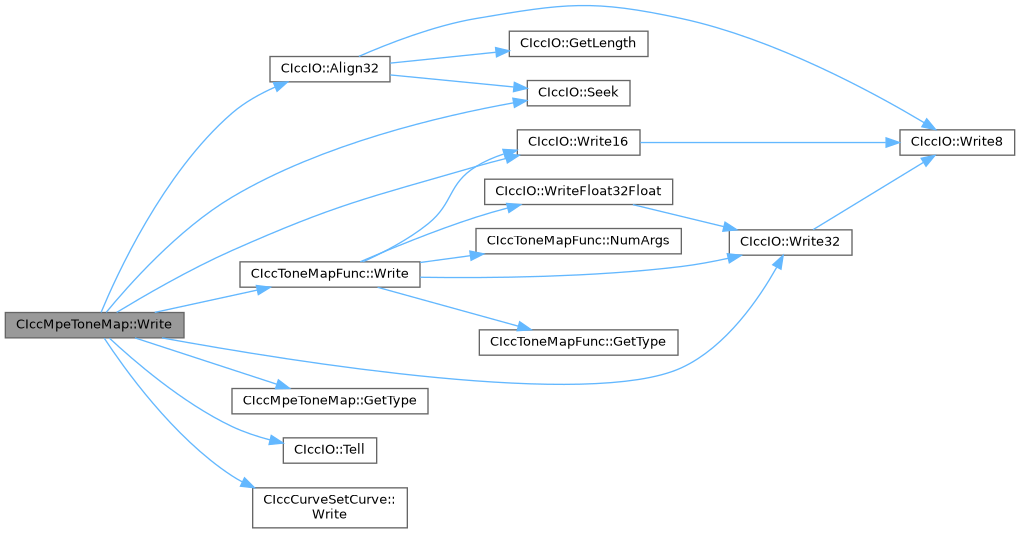 CIccIO::GetLength
CIccIO::Align32
CIccIO::Seek
CIccIO::Write16
CIccIO::Write8
CIccIO::WriteFloat32Float
CIccToneMapFunc::NumArgs
CIccIO::Write32
CIccToneMapFunc::Write
CIccMpeToneMap::Write
CIccToneMapFunc::GetType
CIccMpeToneMap::GetType
CIccIO::Tell
CIccCurveSetCurve::
Write